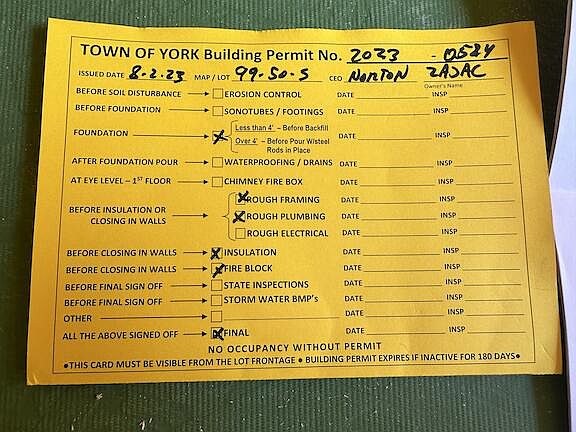 TOWN OF YORK Building Permit No. 2023 - 0524
ISSUED DATE 8-2-23 MAP / LOT 99-50-S CEO NORTON ZAJAC
Owner's Name
BEFORE SOIL DISTURBANCE EROSION CONTROL DATE INSP
BEFORE FOUNDATION SONOTUBES / FOOTINGS DATE INSP
Less than 4' – Before Backfill
FOUNDATION DATE INSP
Over 4' – Before Pour W/steel
Rods in Place
AFTER FOUNDATION POUR WATERPROOFING / DRAINS DATE INSP
AT EYE LEVEL – 1ST FLOOR CHIMNEY FIRE BOX DATE INSP
ROUGH FRAMING DATE INSP
BEFORE INSULATION OR
CLOSING IN WALLS
ROUGH PLUMBING DATE INSP
ROUGH ELECTRICAL DATE INSP
BEFORE CLOSING IN WALLS INSULATION DATE INSP
BEFORE CLOSING IN WALLS FIRE BLOCK DATE INSP
BEFORE FINAL SIGN OFF STATE INSPECTIONS DATE INSP
BEFORE FINAL SIGN OFF STORM WATER BMP's DATE INSP
OTHER DATE INSP
ALL THE ABOVE SIGNED OFF FINAL DATE INSP
NO OCCUPANCY WITHOUT PERMIT
●THIS CARD MUST BE VISIBLE FROM THE LOT FRONTAGE ● BUILDING PERMIT EXPIRES IF INACTIVE FOR 180 DAYS●